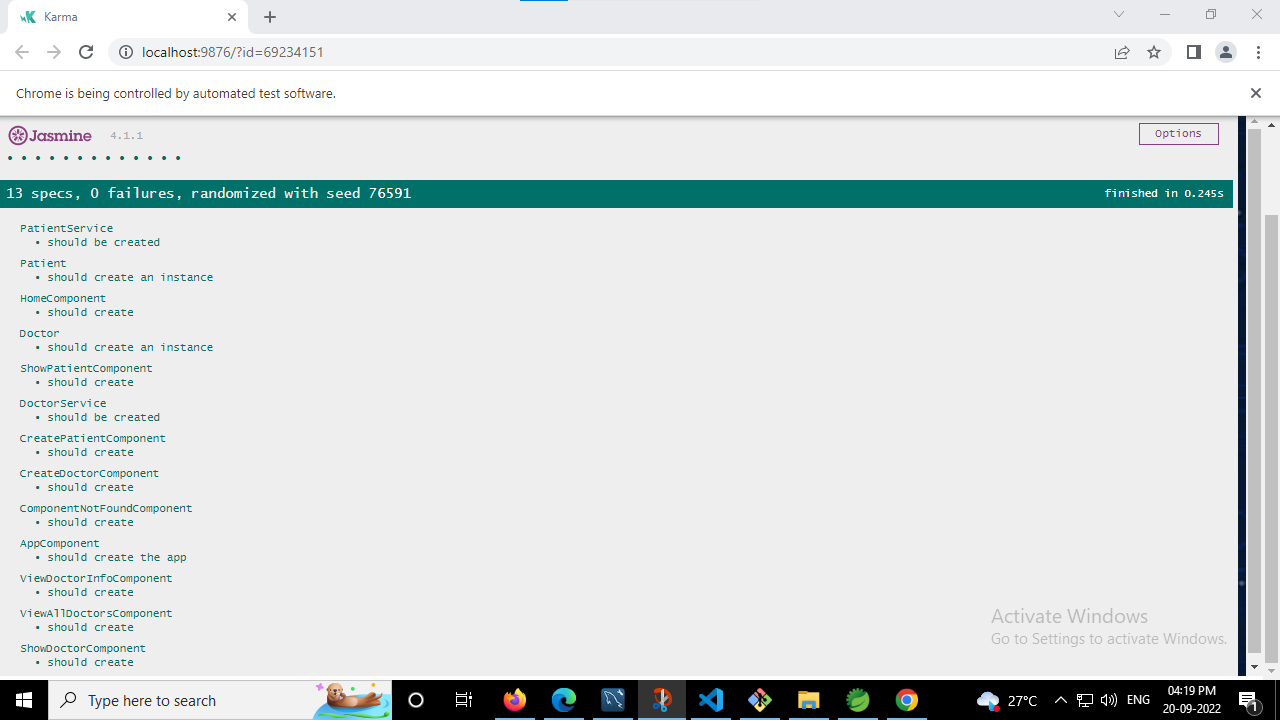 Karma
localhost:9876/?id=69234151
Chrome is being controlled by automated test software.
Jasmine 4.1.1 Options
• • • • • • • • • • • • •
13 specs, 0 failures, randomized with seed 76591 finished in 0.245s
PatientService
• should be created
Patient
• should create an instance
HomeComponent
• should create
Doctor
• should create an instance
ShowPatientComponent
• should create
DoctorService
• should be created
CreatePatientComponent
• should create
CreateDoctorComponent
• should create
ComponentNotFoundComponent
• should create
AppComponent
• should create the app
ViewDoctorInfoComponent
• should create
ViewAllDoctorsComponent
• should create
ShowDoctorComponent
• should create
Activate Windows
Go to Settings to activate Windows.
Type here to search 27°C ENG 04:19 PM
20-09-2022 1